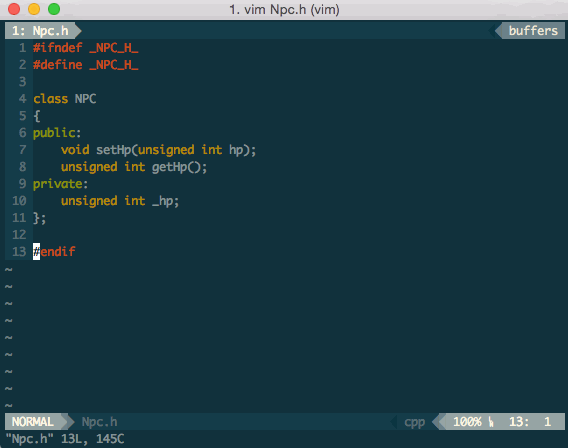 1. vim Npc.h (vim)
1: Npc.h buffers
1 #ifndef _NPC_H_
2 #define _NPC_H_
3
4 class NPC
5 {
6 public:
7     void setHp(unsigned int hp);
8     unsigned int getHp();
9 private:
10     unsigned int _hp;
11 };
12
13 #endif
~
~
~
~
~
~
~
~
~
NORMAL Npc.h cpp 100% 13: 1
"Npc.h" 13L, 145C